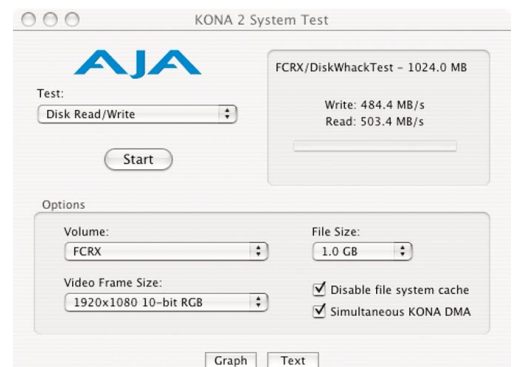 KONA 2 System Test
AJA
Test:
Disk Read/Write
Start
FCRX/DiskWhackTest – 1024.0 MB
Write: 484.4 MB/s
Read: 503.4 MB/s
Options
Volume:
FCRX
File Size:
1.0 GB
Video Frame Size:
1920x1080 10-bit RGB
Disable file system cache
Simultaneous KONA DMA
Graph
Text